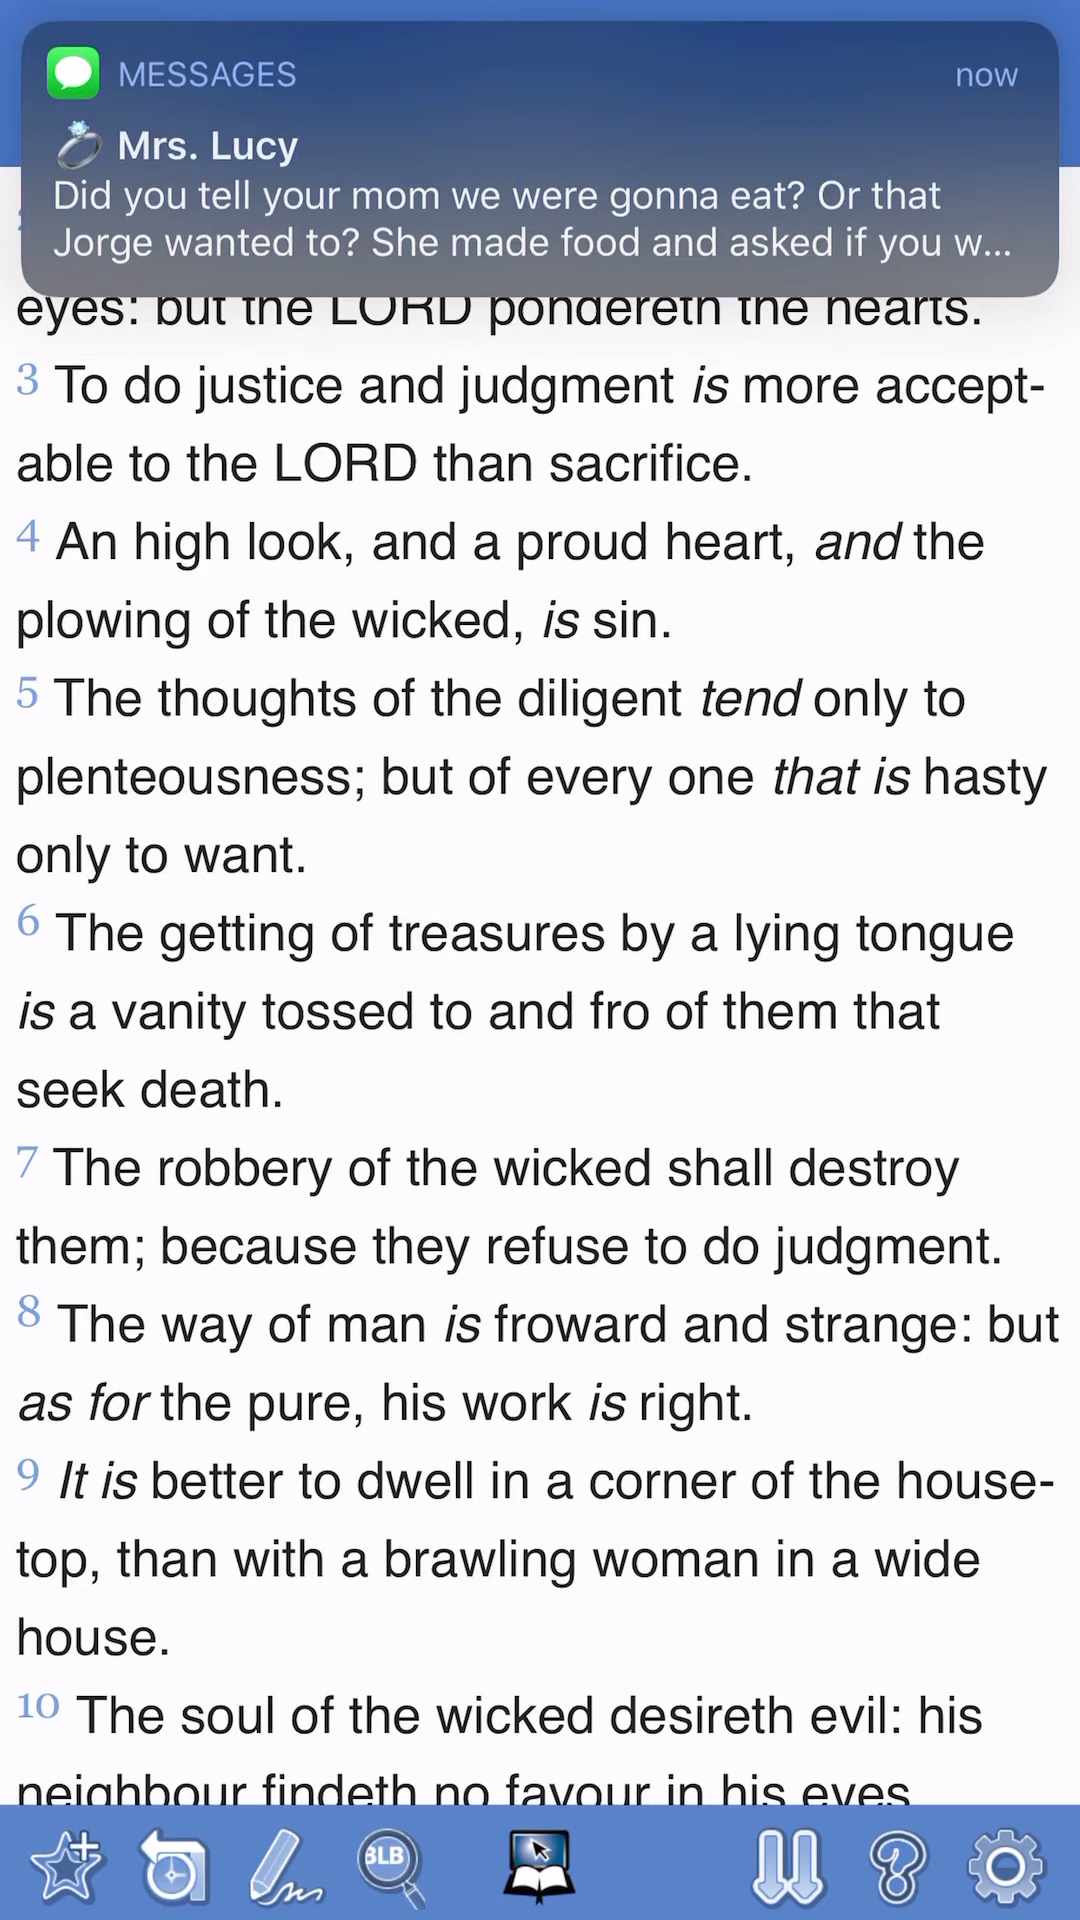 MESSAGES now
Mrs. Lucy
Did you tell your mom we were gonna eat? Or that
Jorge wanted to? She made food and asked if you w...
eyes: but the LORD pondereth the hearts.
3 To do justice and judgment is more accept-
able to the LORD than sacrifice.
4 An high look, and a proud heart, and the
plowing of the wicked, is sin.
5 The thoughts of the diligent tend only to
plenteousness; but of every one that is hasty
only to want.
6 The getting of treasures by a lying tongue
is a vanity tossed to and fro of them that
seek death.
7 The robbery of the wicked shall destroy
them; because they refuse to do judgment.
8 The way of man is froward and strange: but
as for the pure, his work is right.
9 It is better to dwell in a corner of the house-
top, than with a brawling woman in a wide
house.
10 The soul of the wicked desireth evil: his
neighbour findeth no favour in his eyes
BLB